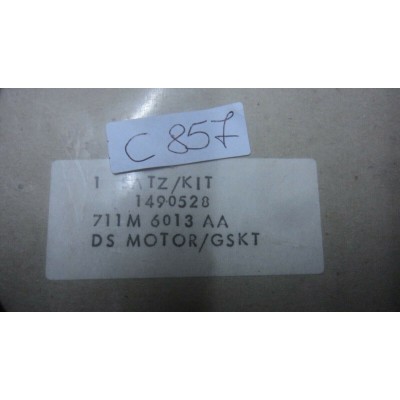 C 857
1 SATZ/KIT
1490528
711M 6013 AA
DS MOTOR/GSKT